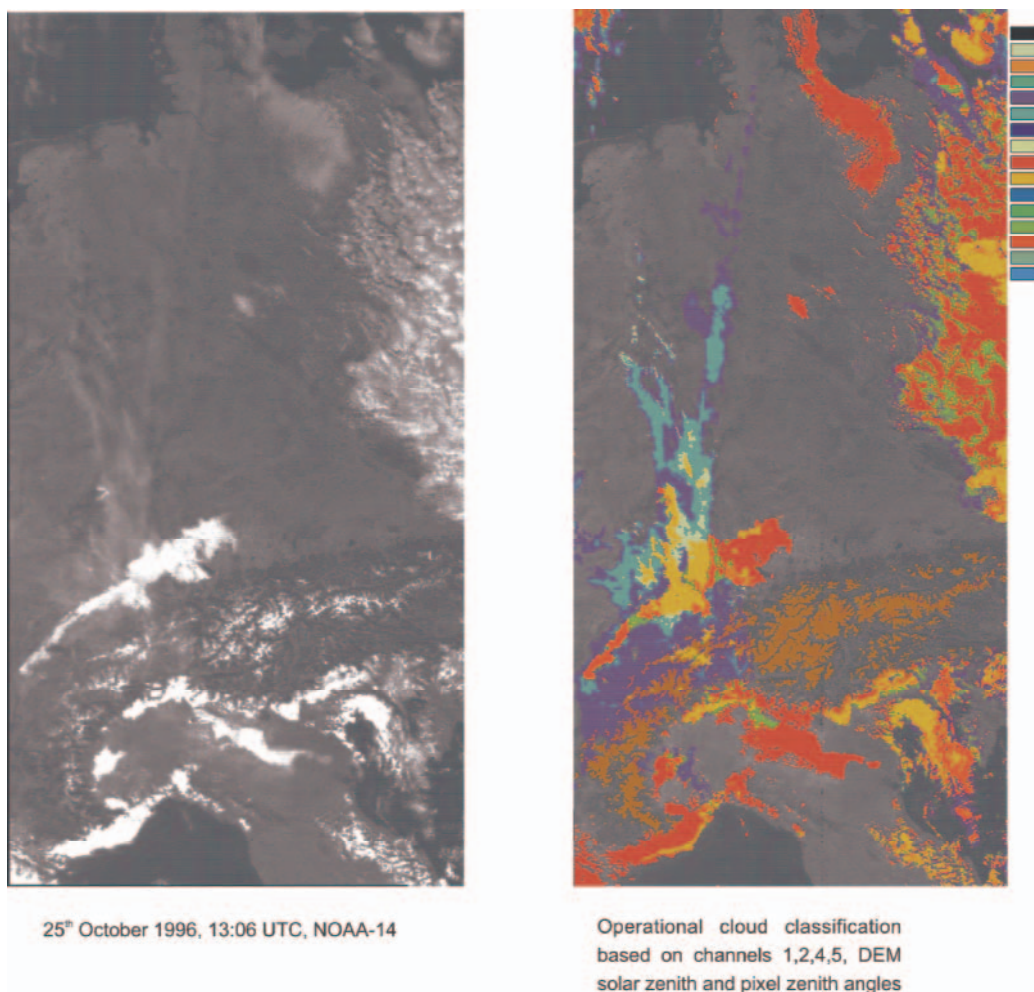 25th October 1996, 13:06 UTC, NOAA-14
Operational cloud classification
based on channels 1,2,4,5, DEM
solar zenith and pixel zenith angles